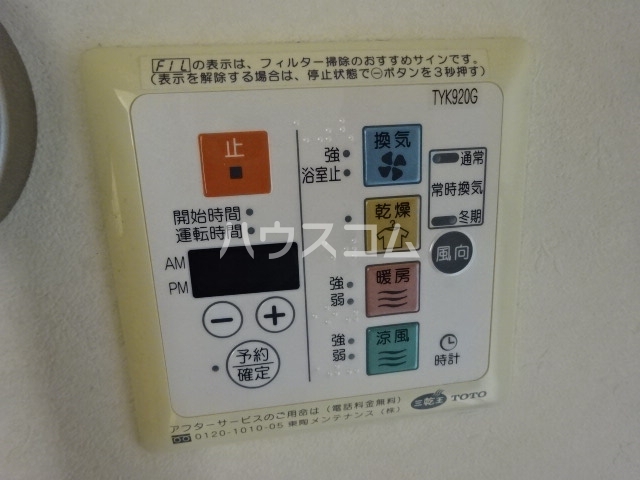 FILの表示は、フィルター掃除のおすすめサインです。
(表示を解除する場合は、停止状態で⊖ボタンを3秒押す)
TYK920G
止
強
浴室止
換気
通常
常時換気
冬期
開始時間
運転時間
乾燥
風向
AM
PM
強
弱
暖房
− +
予約
確定
強
弱
涼風
時計
ハウスコム
三乾王 TOTO
アフターサービスのご用命は(電話料金無料)
0120-1010-05 東陶メンテナンス(株)